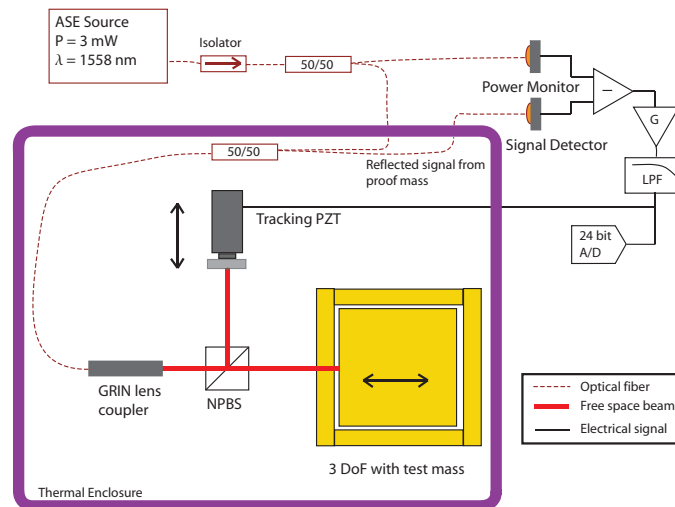 ASE Source
P = 3 mW
λ = 1558 nm
Isolator
50/50
Power Monitor
–
G
Signal Detector
50/50
Reflected signal from
proof mass
LPF
Tracking PZT
24 bit
A/D
GRIN lens
coupler
NPBS
Optical fiber
Free space beam
Electrical signal
3 DoF with test mass
Thermal Enclosure